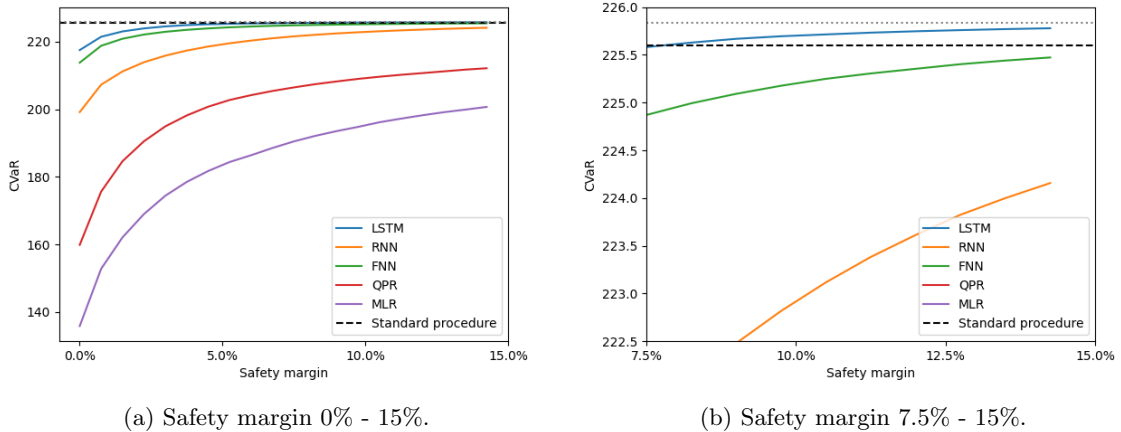 220
200
180
160
140
CVaR
0.0%
5.0%
10.0%
15.0%
Safety margin
LSTM
RNN
FNN
QPR
MLR
Standard procedure
(a) Safety margin 0% - 15%.
226.0
225.5
225.0
224.5
224.0
223.5
223.0
222.5
CVaR
7.5%
10.0%
12.5%
15.0%
Safety margin
LSTM
RNN
FNN
QPR
MLR
Standard procedure
(b) Safety margin 7.5% - 15%.